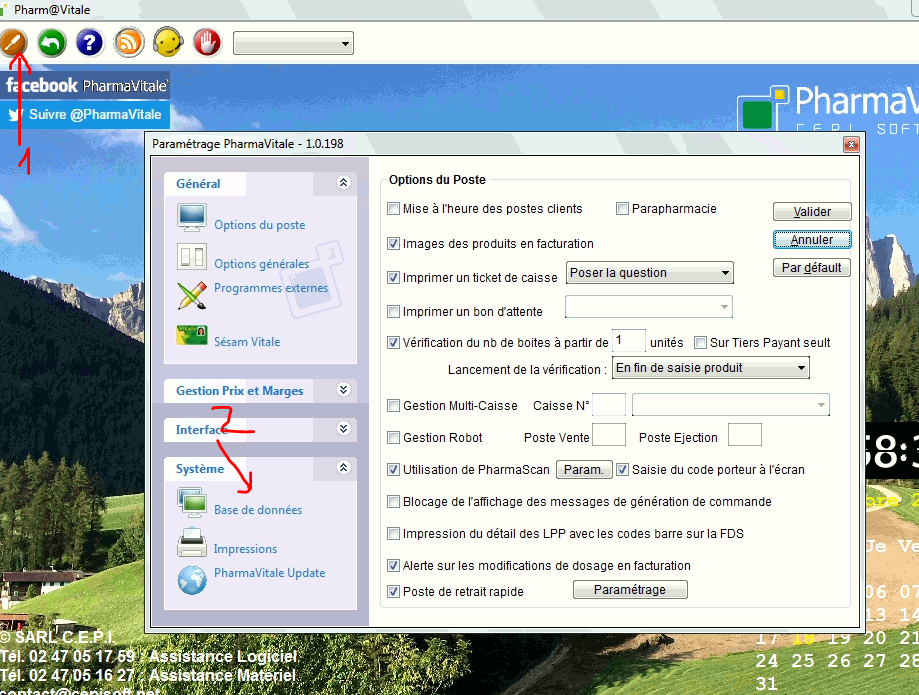 Pharm@Vitale
facebook PharmaVitale
Suivre @PharmaVitale
1
PharmaV
C E P I SOFT
Paramétrage PharmaVitale - 1.0.198
Général
Options du poste
Options générales
Programmes externes
Sésam Vitale
Gestion Prix et Marges
2
Interface
Système
Base de données
Impressions
PharmaVitale Update
Options du Poste
Mise à l'heure des postes clients Parapharmacie
Images des produits en facturation
Imprimer un ticket de caisse Poser la question
Imprimer un bon d'attente
Vérification du nb de boites à partir de 1 unités Sur Tiers Payant seult
Lancement de la vérification : En fin de saisie produit
Gestion Multi-Caisse Caisse N°
Gestion Robot Poste Vente Poste Ejection
Utilisation de PharmaScan Param. Saisie du code porteur à l'écran
Blocage de l'affichage des messages de génération de commande
Impression du détail des LPP avec les codes barre sur la FDS
Alerte sur les modifications de dosage en facturation
Poste de retrait rapide Paramétrage
Valider
Annuler
Par défault
58:3
bre 2
Je Ve
06 07
13 14
17 18 19 20 21
24 25 26 27 28
31
© SARL C.E.P.I.
Tél. 02 47 05 17 59 : Assistance Logiciel
Tél. 02 47 05 16 27 : Assistance Matériel
contact@cepisoft.net